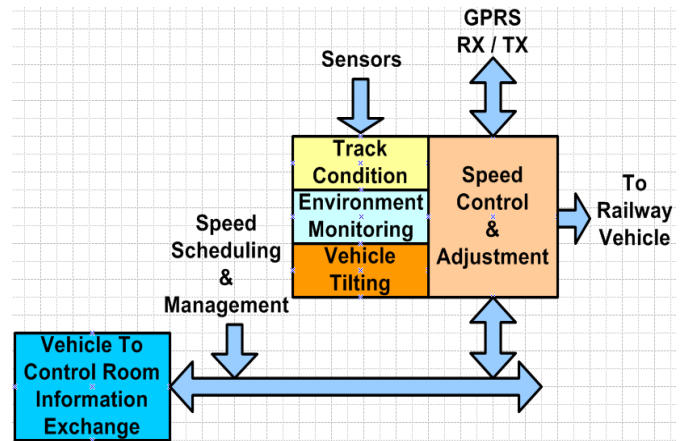 GPRS
RX / TX
Sensors
Track
Condition
Environment
Monitoring
Vehicle
Tilting
Speed
Control
&
Adjustment
To
Railway
Vehicle
Speed
Scheduling
&
Management
Vehicle To
Control Room
Information
Exchange